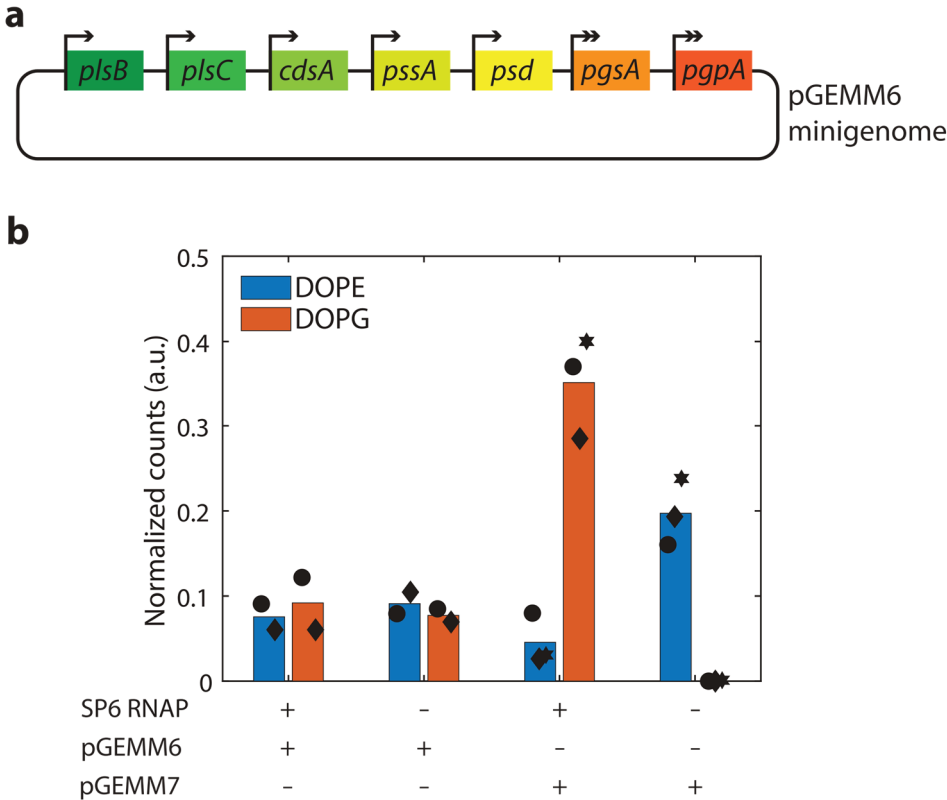 a
plsB plsC cdsA pssA psd pgsA pgpA
pGEMM6
minigenome
b
Normalized counts (a.u.)
0.5
0.4
0.3
0.2
0.1
0
DOPE
DOPG
SP6 RNAP + – + –
pGEMM6 + + – –
pGEMM7 – – + +